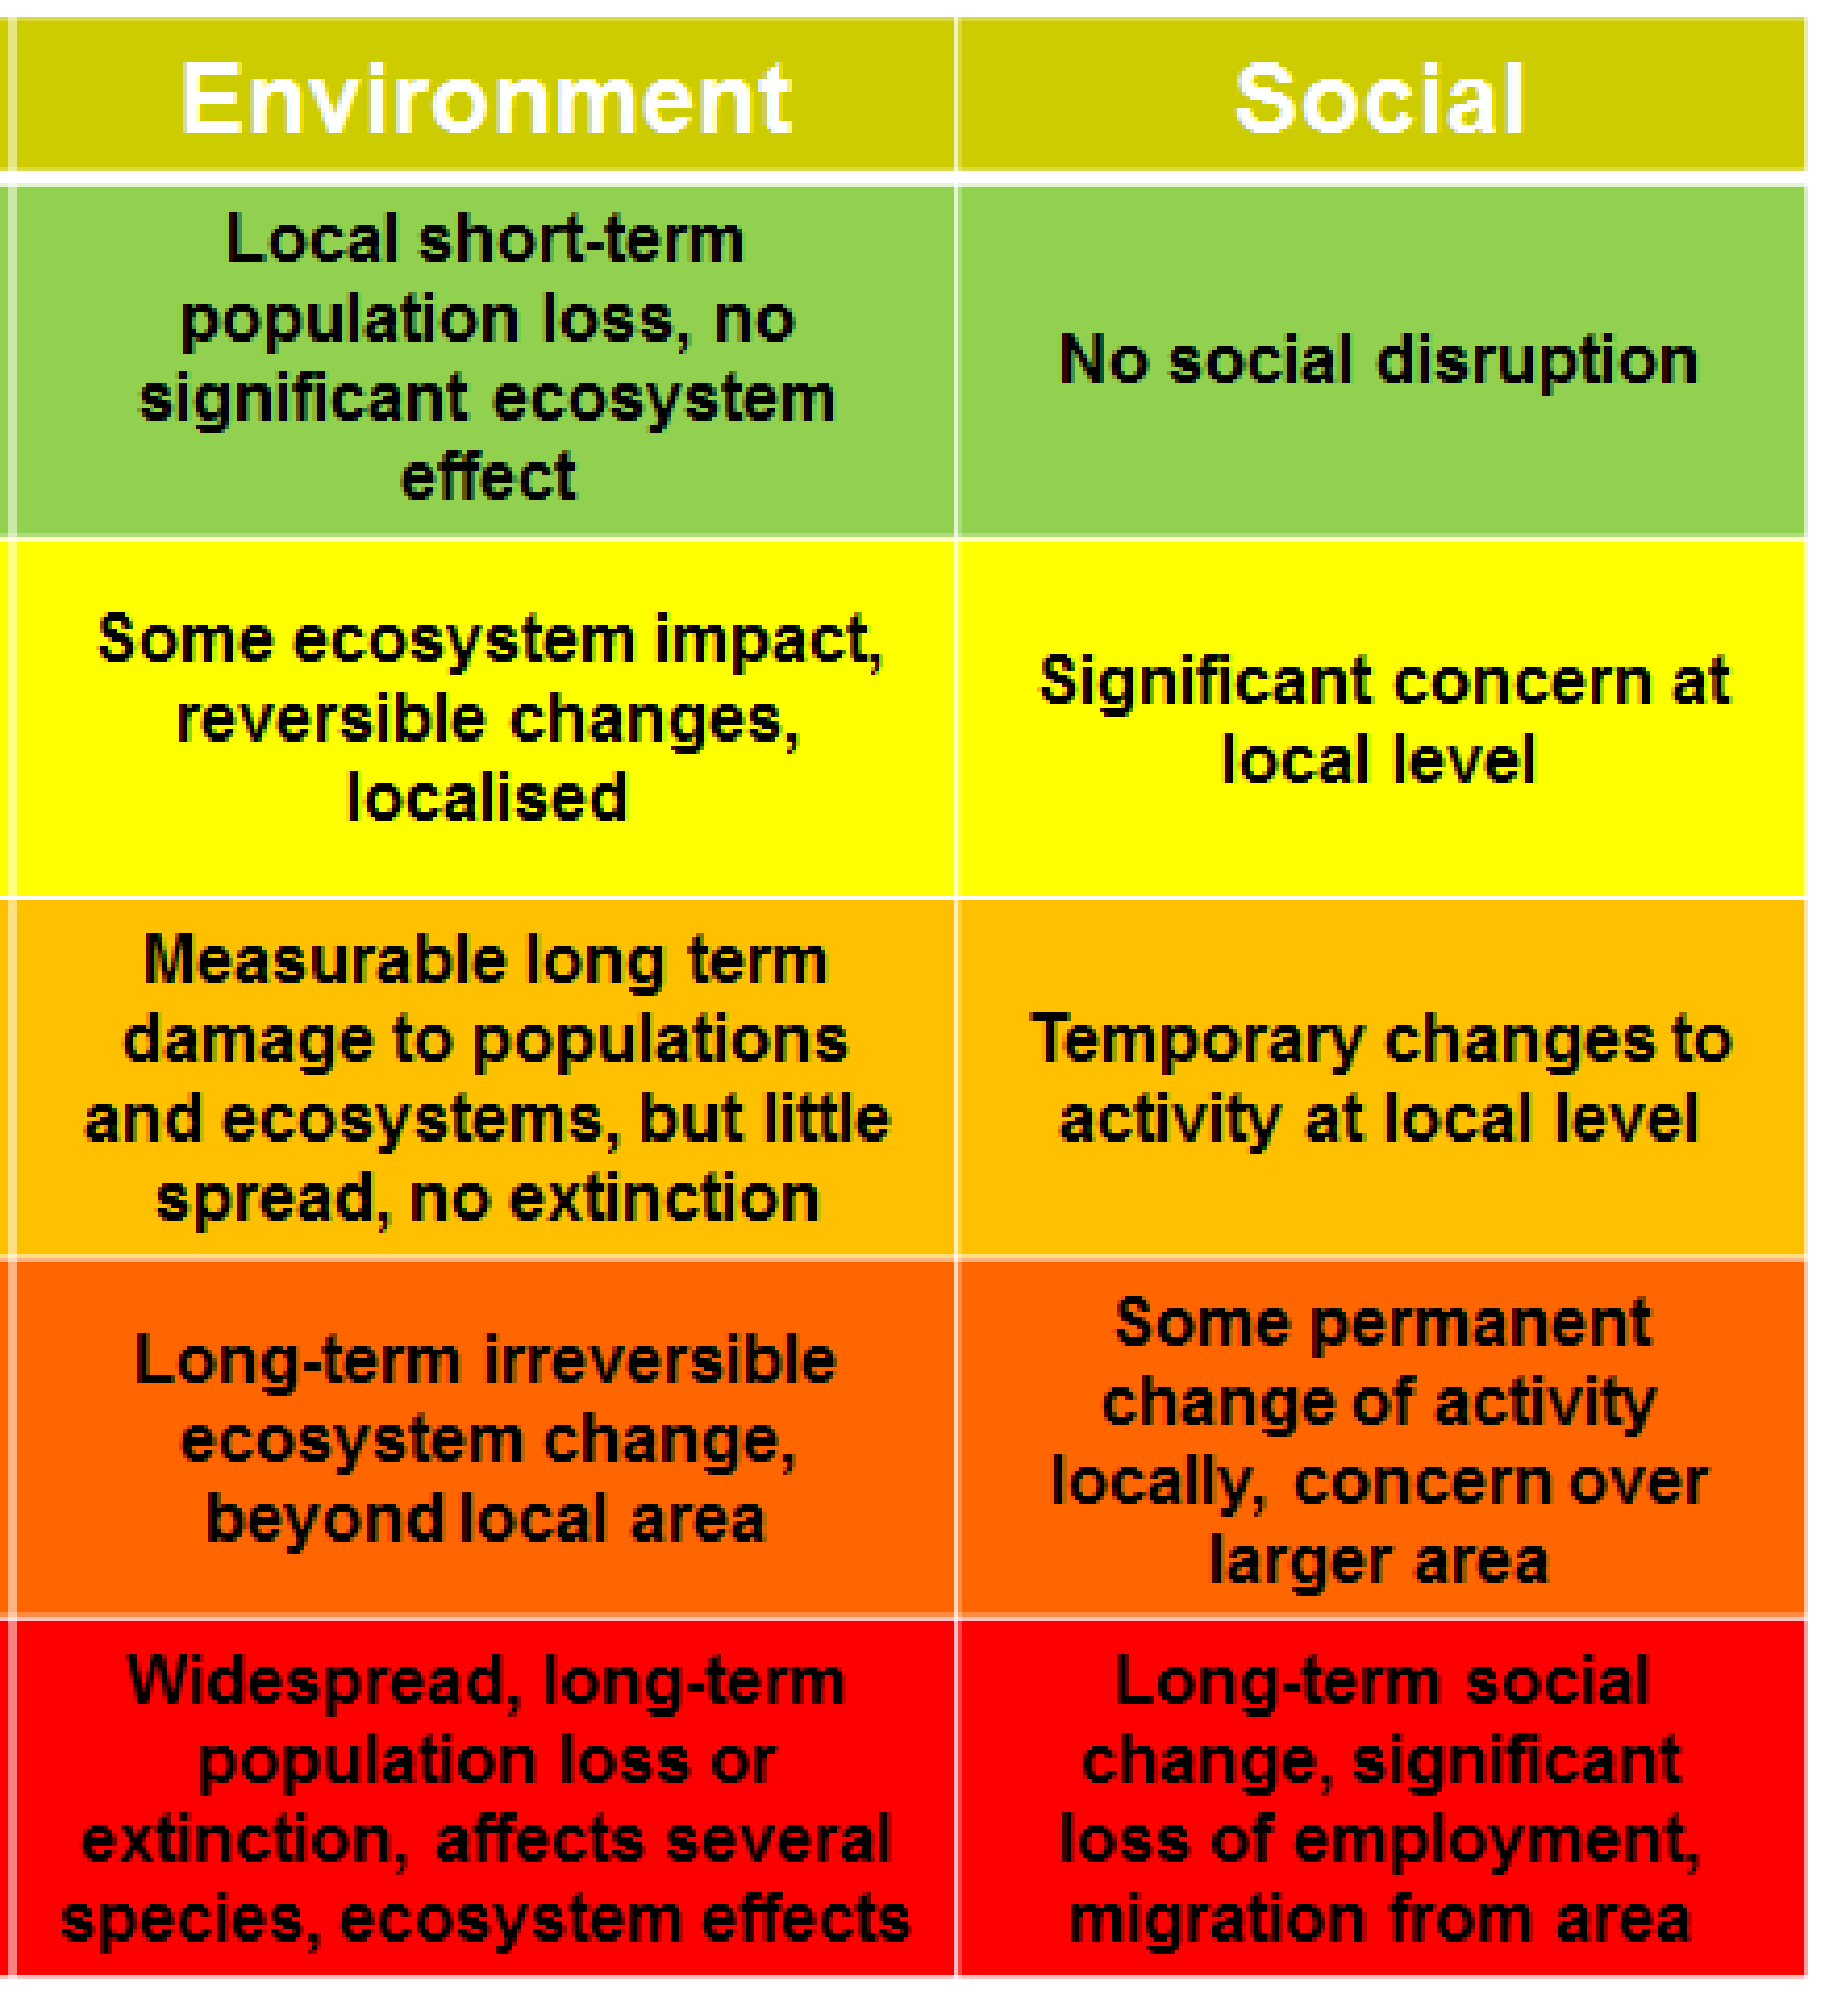 Environment
Social
Local short-term
population loss, no
significant ecosystem
effect
No social disruption
Some ecosystem impact,
reversible changes,
localised
Significant concern at
local level
Measurable long term
damage to populations
and ecosystems, but little
spread, no extinction
Temporary changes to
activity at local level
Long-term irreversible
ecosystem change,
beyond local area
Some permanent
change of activity
locally, concern over
larger area
Widespread, long-term
population loss or
extinction, affects several
species, ecosystem effects
Long-term social
change, significant
loss of employment,
migration from area